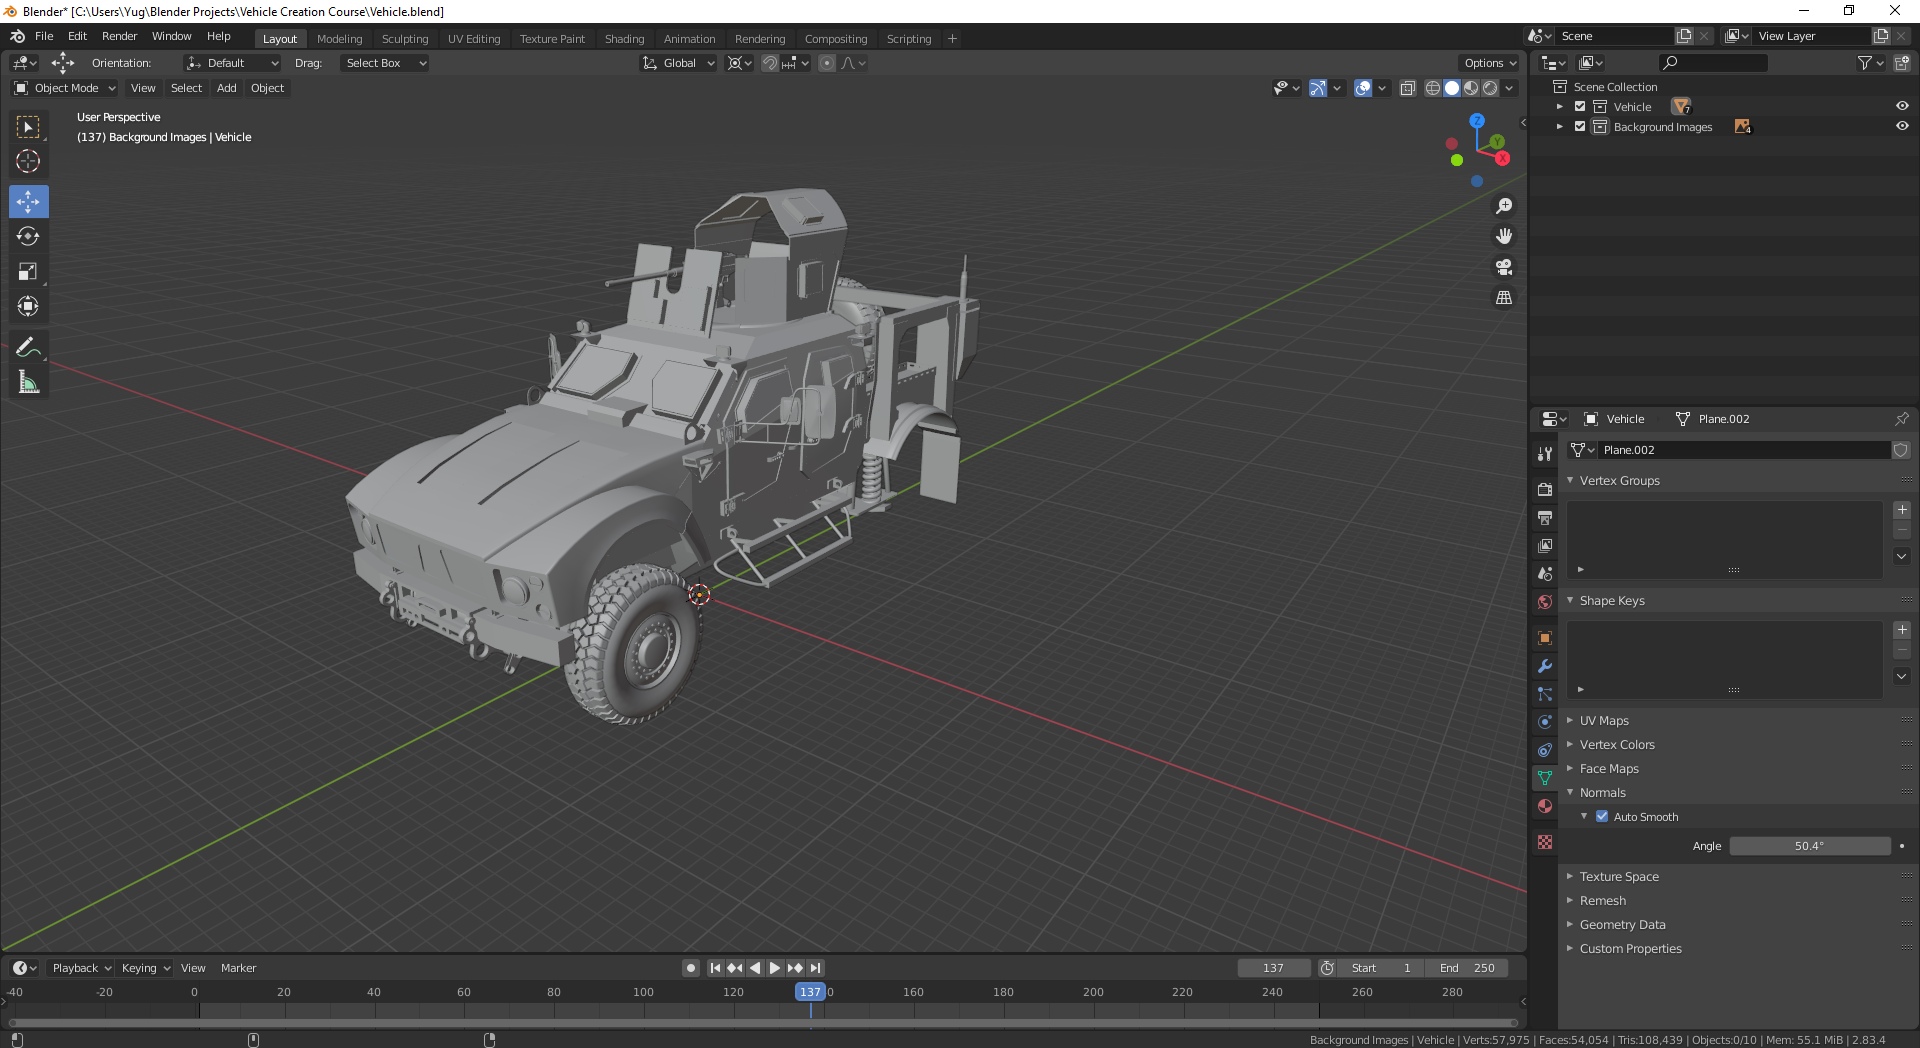 Blender* [C:\Users\Yug\Blender Projects\Vehicle Creation Course\Vehicle.blend]
File Edit Render Window Help Layout Modeling Sculpting UV Editing Texture Paint Shading Animation Rendering Compositing Scripting + Scene View Layer
Orientation: Default Drag: Select Box Global Options
Object Mode View Select Add Object
User Perspective
(137) Background Images | Vehicle
Z
Y
X
Scene Collection
Vehicle 7
Background Images 4
Vehicle Plane.002
Plane.002
Vertex Groups
Shape Keys
UV Maps
Vertex Colors
Face Maps
Normals
Auto Smooth
Angle 50.4°
Texture Space
Remesh
Geometry Data
Custom Properties
Playback Keying View Marker 137 Start 1 End 250
-40 -20 0 20 40 60 80 100 120 137 0 160 180 200 220 240 260 280
Background Images | Vehicle | Verts:57,975 | Faces:54,054 | Tris:108,439 | Objects:0/10 | Mem: 55.1 MiB | 2.83.4